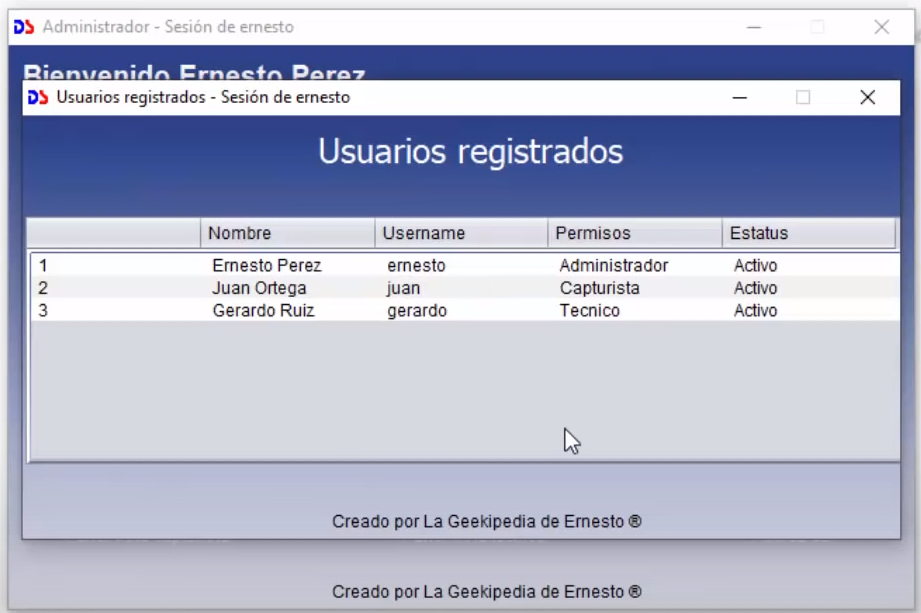 DS Administrador - Sesión de ernesto
Bienvenido Ernesto Perez
DS Usuarios registrados - Sesión de ernesto
Usuarios registrados
Nombre Username Permisos Estatus
1 Ernesto Perez ernesto Administrador Activo
2 Juan Ortega juan Capturista Activo
3 Gerardo Ruiz gerardo Tecnico Activo
Creado por La Geekipedia de Ernesto ®
Creado por La Geekipedia de Ernesto ®